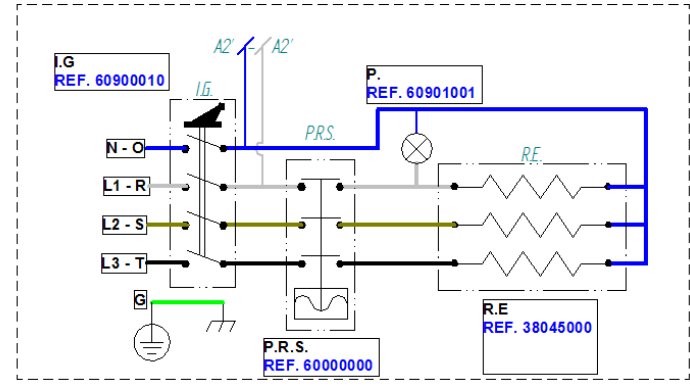 I.G
REF. 60900010
A2'
A2'
P.
REF. 60901001
I.G.
P.R.S.
R.E.
N - O
L1 - R
L2 - S
L3 - T
G
R.E
REF. 38045000
P.R.S.
REF. 60000000